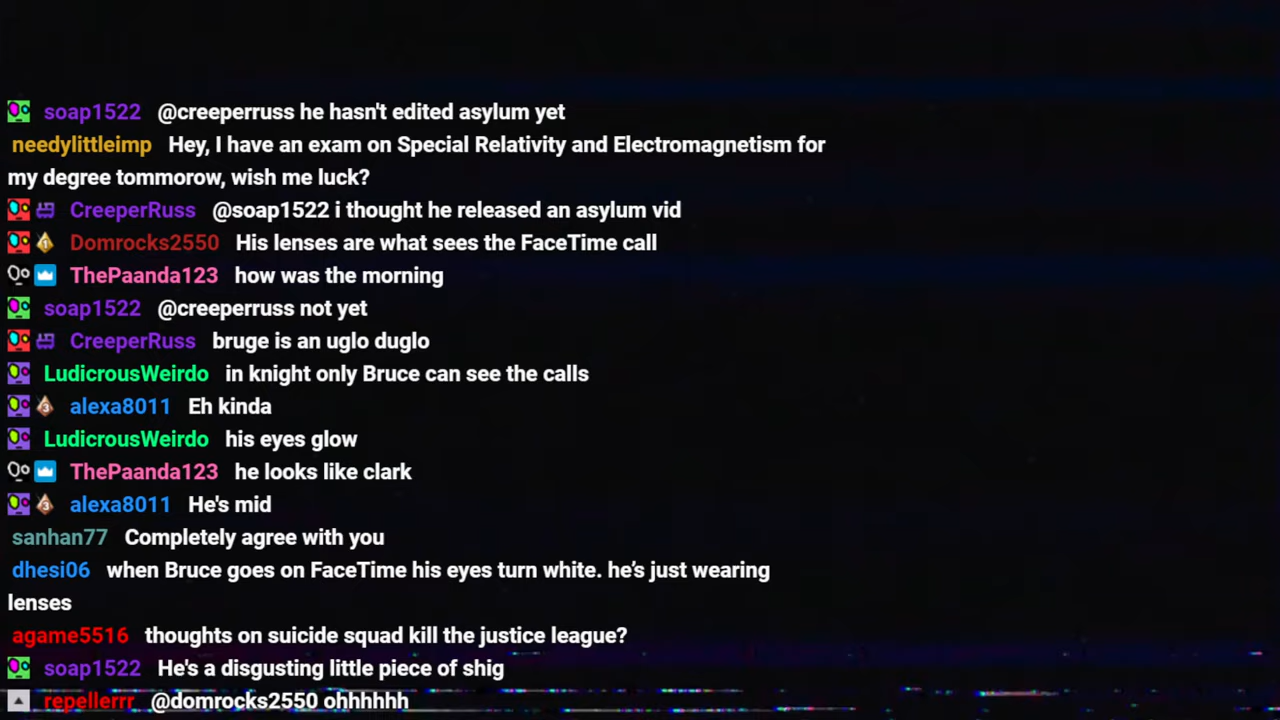 soap1522 @creeperruss he hasn't edited asylum yet
needylittleimp Hey, I have an exam on Special Relativity and Electromagnetism for
my degree tommorow, wish me luck?
CreeperRuss @soap1522 i thought he released an asylum vid
Domrocks2550 His lenses are what sees the FaceTime call
ThePaanda123 how was the morning
soap1522 @creeperruss not yet
CreeperRuss bruge is an uglo duglo
LudicrousWeirdo in knight only Bruce can see the calls
alexa8011 Eh kinda
LudicrousWeirdo his eyes glow
ThePaanda123 he looks like clark
alexa8011 He's mid
sanhan77 Completely agree with you
dhesi06 when Bruce goes on FaceTime his eyes turn white. he’s just wearing
lenses
agame5516 thoughts on suicide squad kill the justice league?
soap1522 He's a disgusting little piece of shig
repellerrr @domrocks2550 ohhhhhh